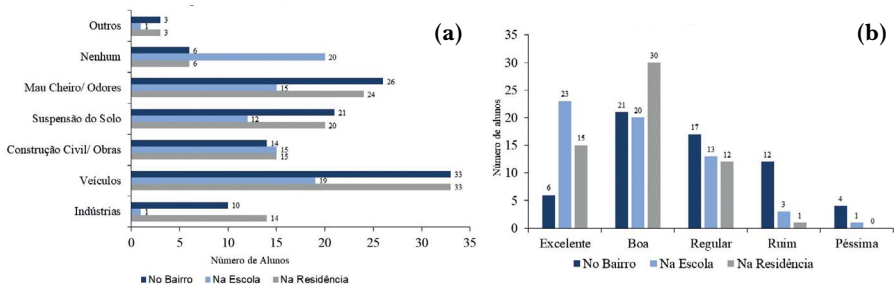 (a)
Outros
3
1
3
Nenhum
6
20
6
Mau Cheiro/ Odores
26
15
24
Suspensão do Solo
21
12
20
Construção Civil/ Obras
14
15
15
Veículos
33
19
33
Indústrias
10
1
14
0 5 10 15 20 25 30 35
Número de Alunos
No Bairro Na Escola Na Residência
(b)
Número de alunos
35
30
25
20
15
10
5
0
6 23 15
21 20 30
17 13 12
12 3 1
4 1 0
Excelente Boa Regular Ruim Péssima
No Bairro Na Escola Na Residência